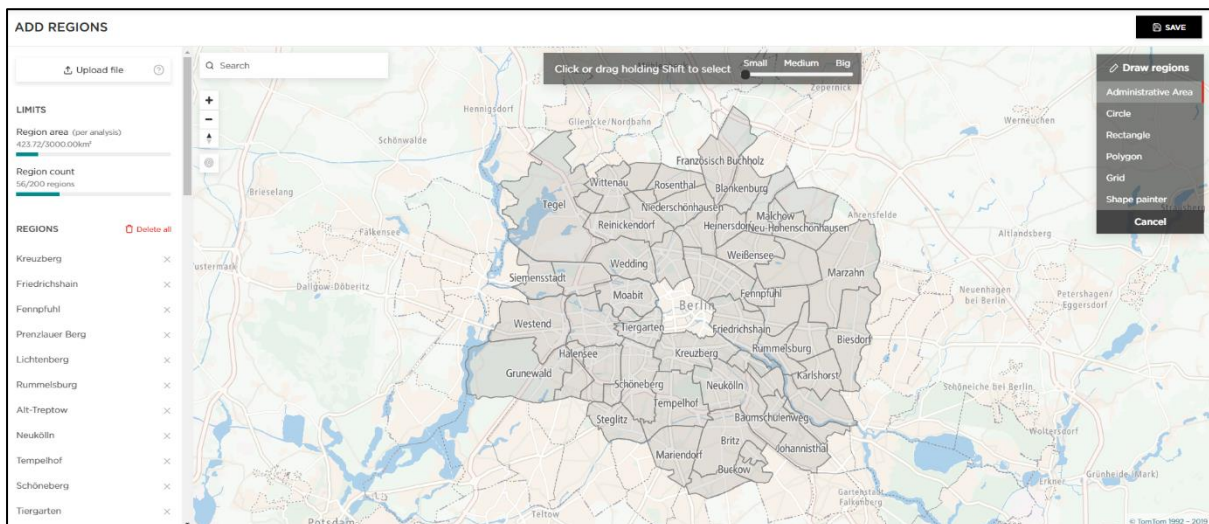 ADD REGIONS
SAVE
Upload file
?
LIMITS
Region area (per analysis)
423.72/3000.00km²
Region count
56/200 regions
REGIONS
Delete all
Kreuzberg
Friedrichshain
Fennpfuhl
Prenzlauer Berg
Lichtenberg
Rummelsburg
Alt-Treptow
Neukölln
Tempelhof
Schöneberg
Tiergarten
Search
+
−
Click or drag holding Shift to select
Small Medium Big
Draw regions
Administrative Area
Circle
Rectangle
Polygon
Grid
Shape painter
Cancel
Zepernick
Hennigsdorf
Glienicke/Nordbahn
Werneuchen
Schönwalde
Französisch Buchholz
Wittenau
Rosenthal
Blankenburg
Brieselang
Tegel
Niederschönhausen
Malchow
Ahrensfelde
Reinickendorf
Heinersdorf
Neu-Hohenschönhausen
Altlandsberg
Falkensee
Weißensee
Wedding
Marzahn
ustermark
Siemensstadt
Dallgow-Döberitz
Moabit
Fennpfuhl
Neuenhagen
bei Berlin
Petershagen/
Eggersdorf
Berlin
Westend
Tiergarten
Friedrichshain
Biesdorf
Halensee
Kreuzberg
Rummelsburg
Grunewald
Karlshorst
Schöneberg
Neukölln
Schöneiche bei Berlin
Tempelhof
Steglitz
Baumschulenweg
Woltersdorf
Britz
Johannisthal
Mariendorf
Buckow
Grünheide (Mark)
Erkner
Gartenstadt
Falkenberg
Teltow
Potsdam
© TomTom 1992 - 2019